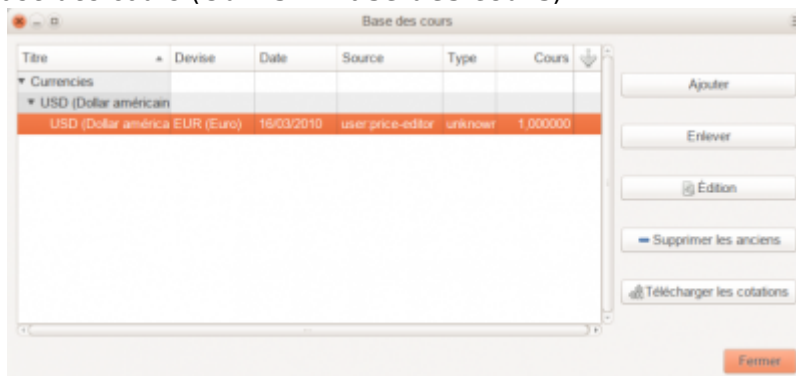 Base des cours
Titre Devise Date Source Type Cours
Currencies
USD (Dollar américain
USD (Dollar américa EUR (Euro) 16/03/2010 user:price-editor unknowr 1,000000
Ajouter
Enlever
Édition
Supprimer les anciens
Télécharger les cotations
Fermer